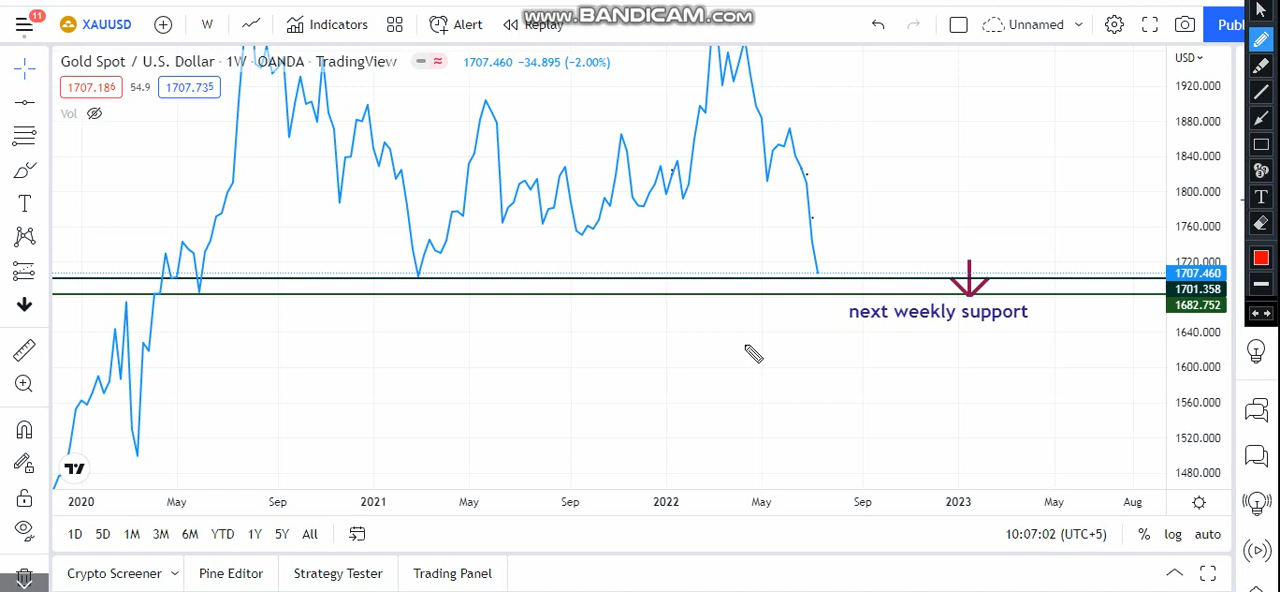 www.BANDICAM.com
11
XAUUSD
W
Indicators
Alert
Replay
Unnamed
Publ
Gold Spot / U.S. Dollar · 1W · OANDA · TradingView
1707.460 −34.895 (−2.00%)
USD
1707.186
54.9
1707.735
Vol
1920.000
1880.000
1840.000
1800.000
1760.000
1720.000
1707.460
1701.358
1682.752
1640.000
1600.000
1560.000
1520.000
1480.000
next weekly support
2020
May
Sep
2021
May
Sep
2022
May
Sep
2023
May
Aug
1D
5D
1M
3M
6M
YTD
1Y
5Y
All
10:07:02 (UTC+5)
%
log
auto
Crypto Screener
Pine Editor
Strategy Tester
Trading Panel